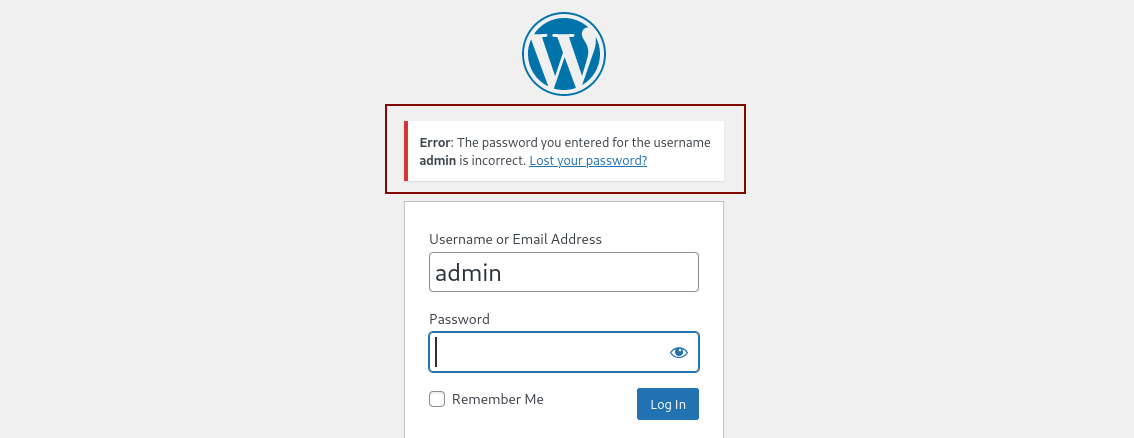 Error: The password you entered for the username
admin is incorrect. Lost your password?
Username or Email Address
admin
Password
Remember Me
Log In